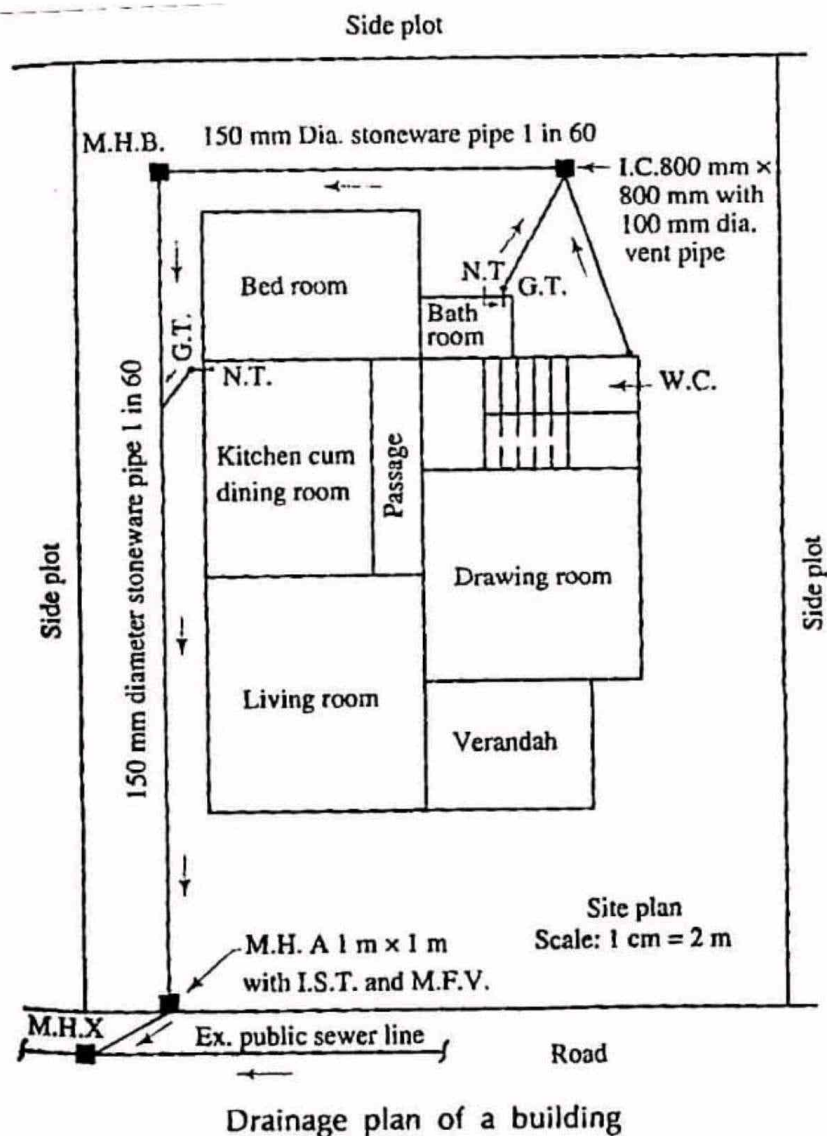 Side plot
M.H.B.
150 mm Dia. stoneware pipe 1 in 60
I.C.800 mm ×
800 mm with
100 mm dia.
vent pipe
Bed room
N.T.
G.T.
Bath
room
G.T.
N.T.
W.C.
150 mm diameter stoneware pipe 1 in 60
Kitchen cum
dining room
Passage
Drawing room
Side plot
Side plot
Living room
Verandah
Site plan
Scale: 1 cm = 2 m
M.H. A 1 m × 1 m
with I.S.T. and M.F.V.
M.H.X
Ex. public sewer line
Road
Drainage plan of a building